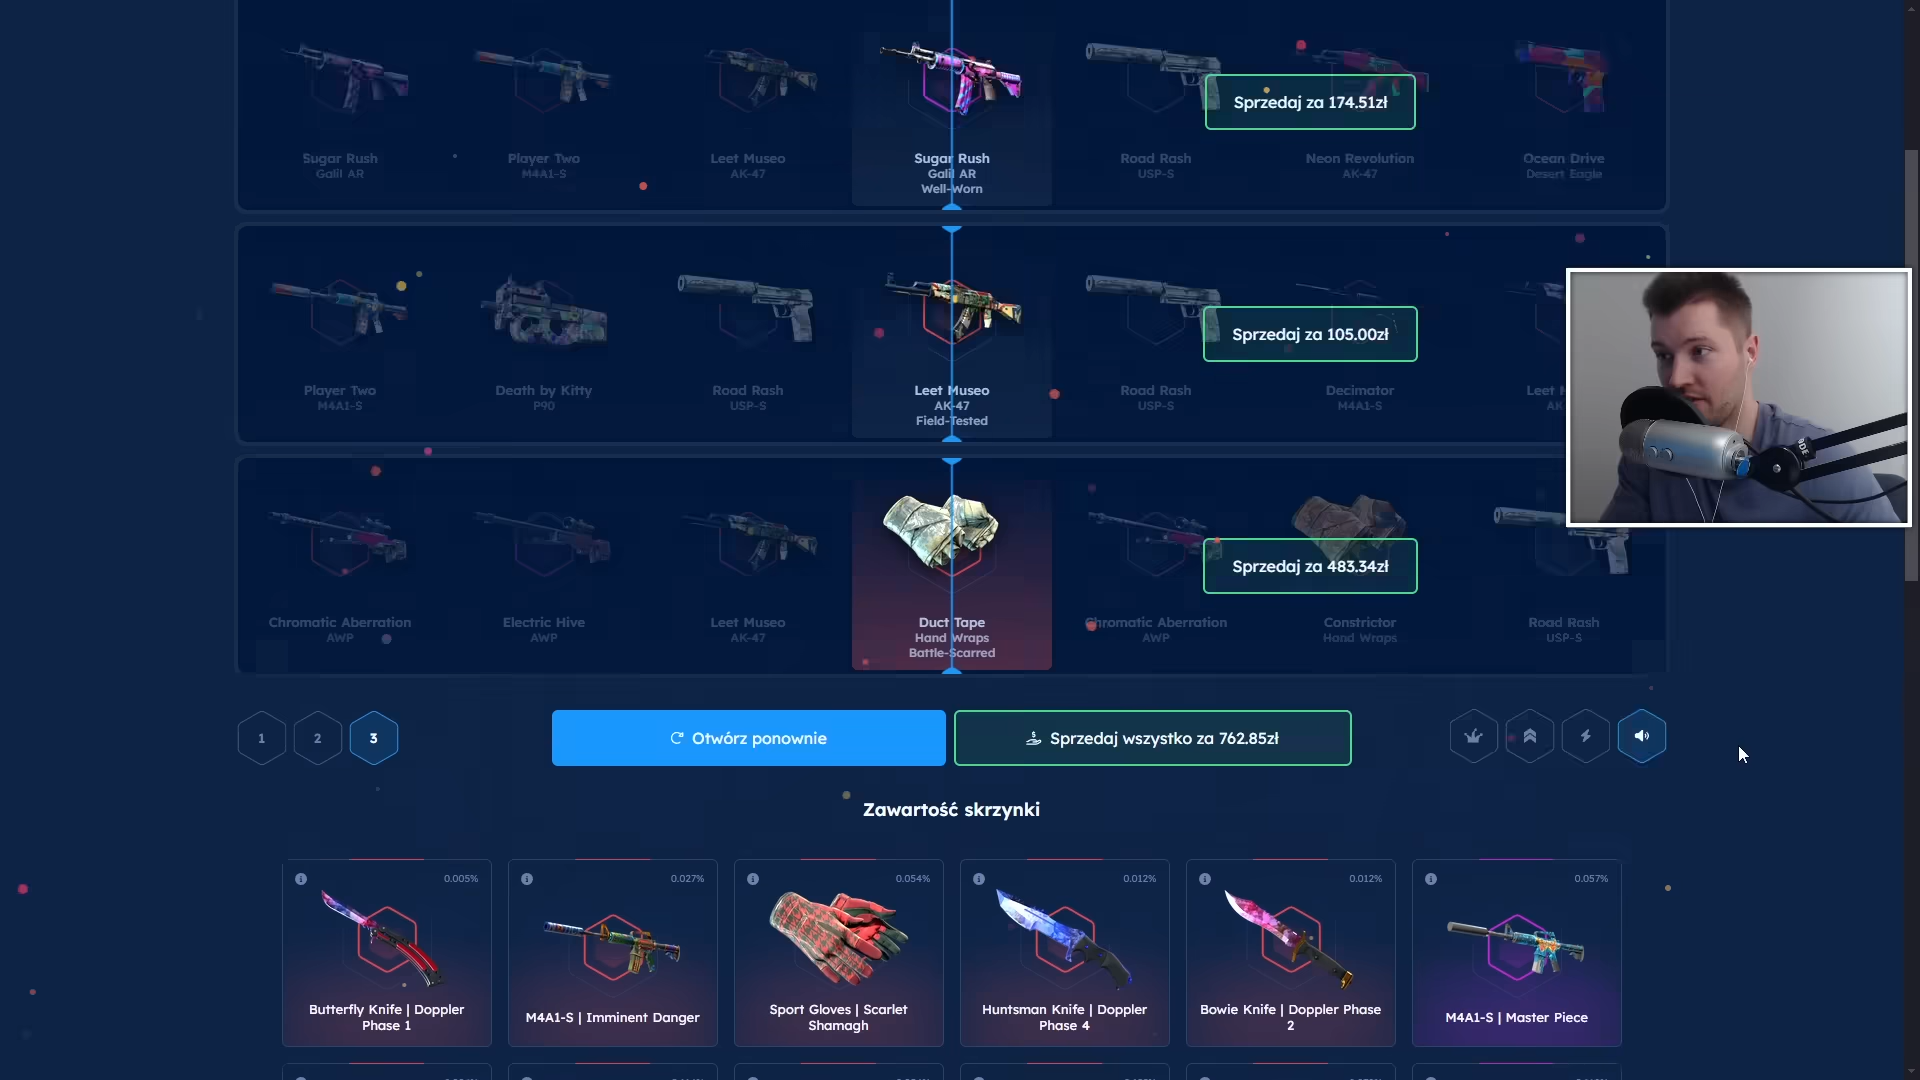 Sprzedaj za 174.51zł
Sugar Rush
Galil AR
Player Two
M4A1-S
Leet Museo
AK-47
Sugar Rush
Galil AR
Well-Worn
Road Rash
USP-S
Neon Revolution
AK-47
Ocean Drive
Desert Eagle
Sprzedaj za 105.00zł
Player Two
M4A1-S
Death by Kitty
P90
Road Rash
USP-S
Leet Museo
AK-47
Field-Tested
Road Rash
USP-S
Decimator
M4A1-S
Leet
Sprzedaj za 483.34zł
Chromatic Aberration
AWP
Electric Hive
AWP
Leet Museo
AK-47
Duct Tape
Hand Wraps
Battle-Scarred
Chromatic Aberration
AWP
Constrictor
Hand Wraps
Road Rash
USP-S
1
2
3
Otwórz ponownie
Sprzedaj wszystko za 762.85zł
Zawartość skrzynki
0.005%
Butterfly Knife | Doppler
Phase 1
0.027%
M4A1-S | Imminent Danger
0.054%
Sport Gloves | Scarlet
Shamagh
0.012%
Huntsman Knife | Doppler
Phase 4
0.012%
Bowie Knife | Doppler Phase
2
0.057%
M4A1-S | Master Piece